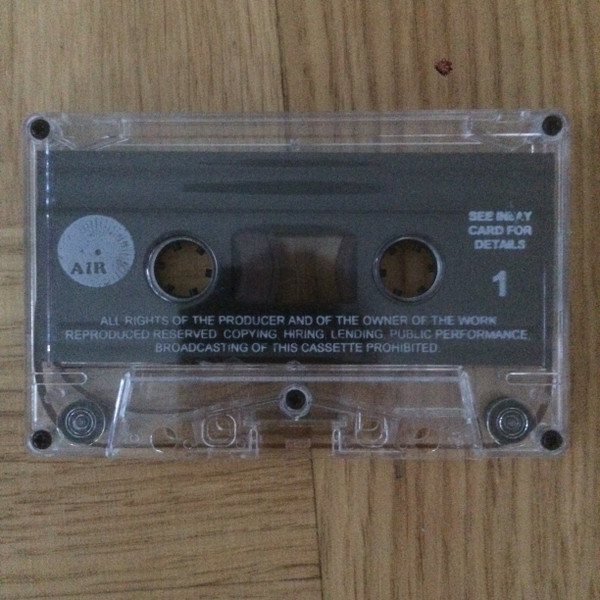 AIR
SEE INLAY
CARD FOR
DETAILS
1
ALL RIGHTS OF THE PRODUCER AND OF THE OWNER OF THE WORK
REPRODUCED RESERVED. COPYING HIRING LENDING PUBLIC PERFORMANCE
BROADCASTING OF THIS CASSETTE PROHIBITED.